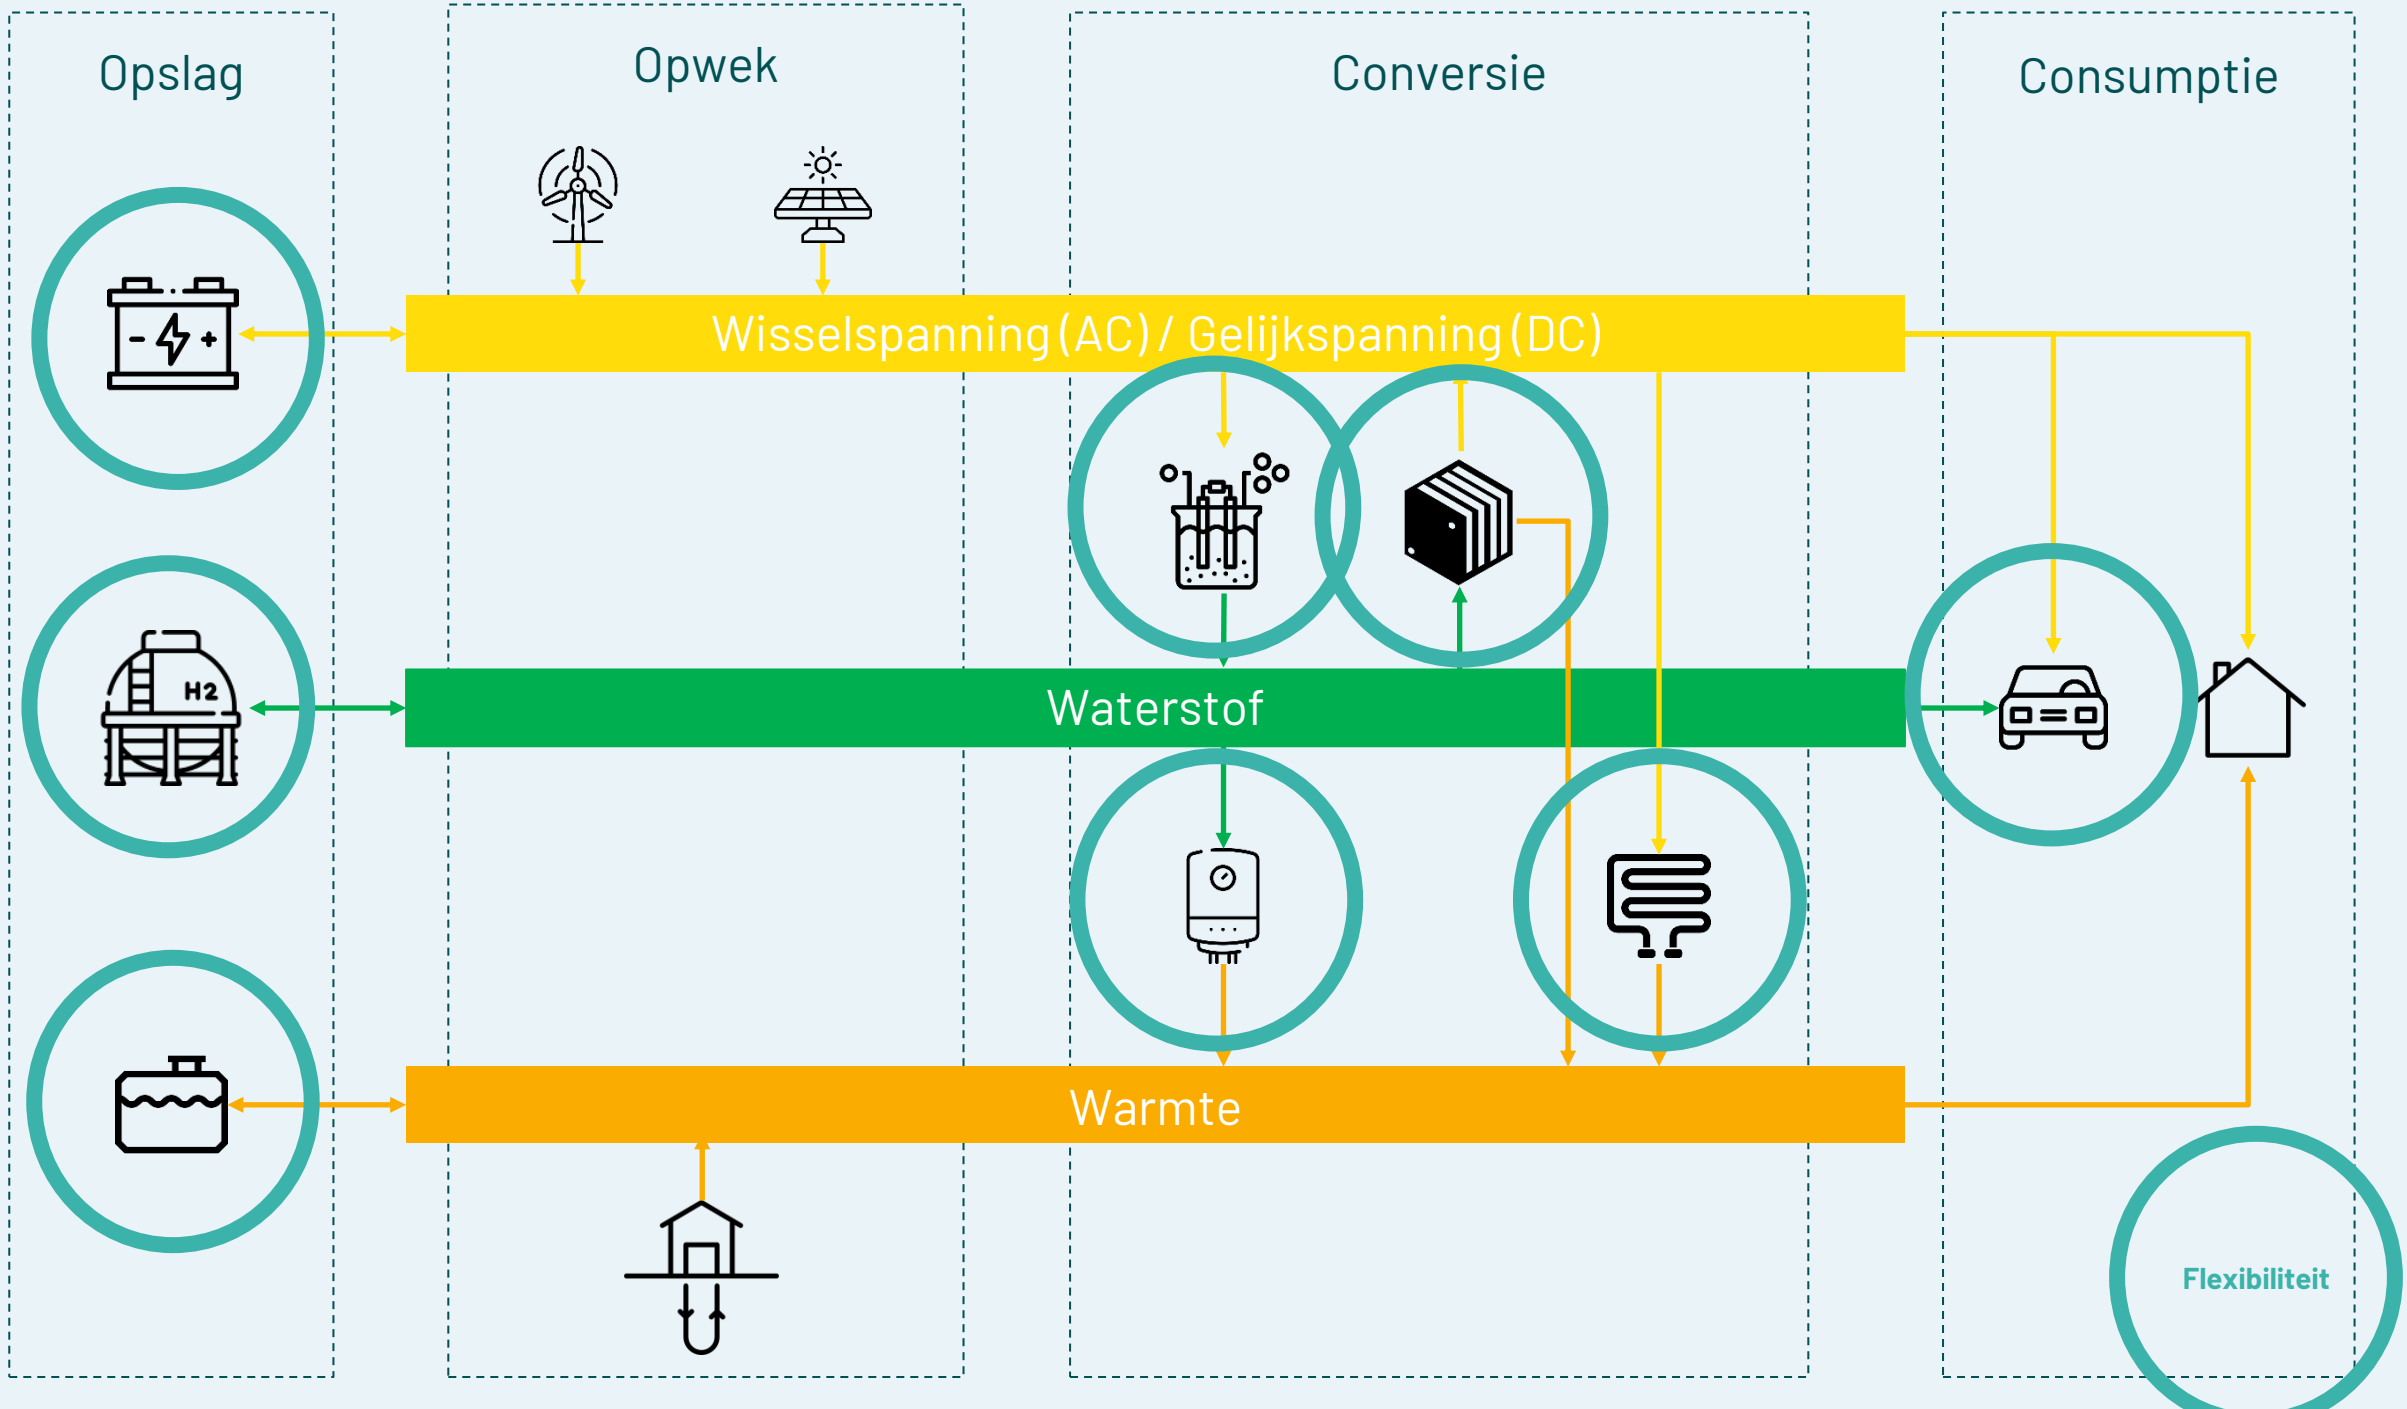 Opslag
Opwek
Conversie
Consumptie
Wisselspanning (AC) / Gelijkspanning (DC)
- +
H2
Waterstof
Warmte
Flexibiliteit